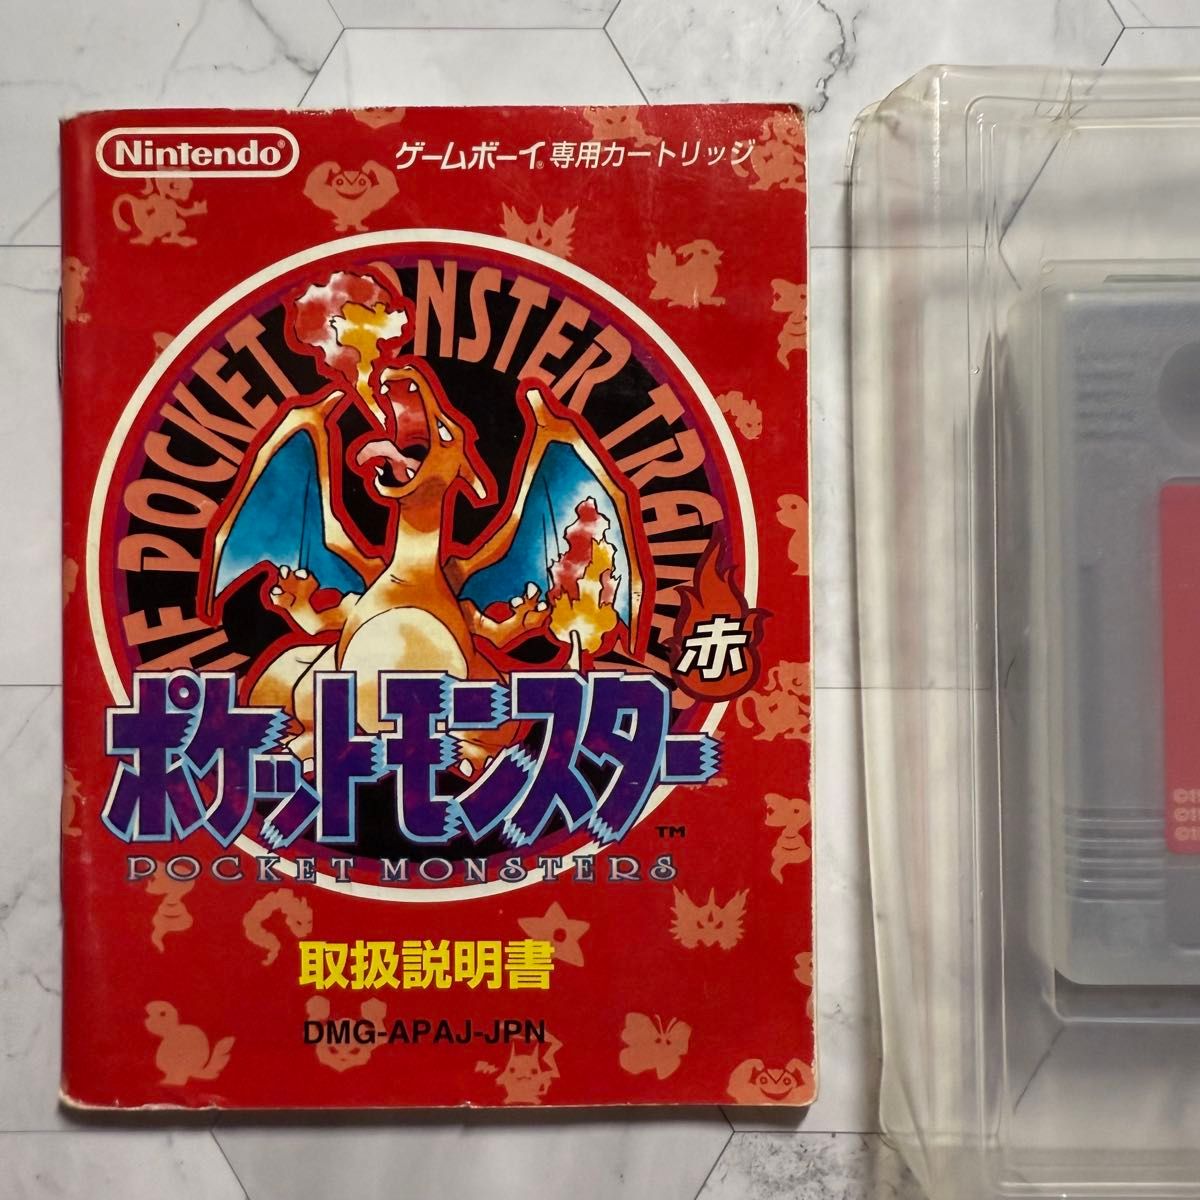 Nintendo®
ゲームボーイ®専用カートリッジ
POCKET MONSTER
赤
ポケットモンスター
TM
POCKET MONSTERS
取扱説明書
DMG-APAJ-JPN